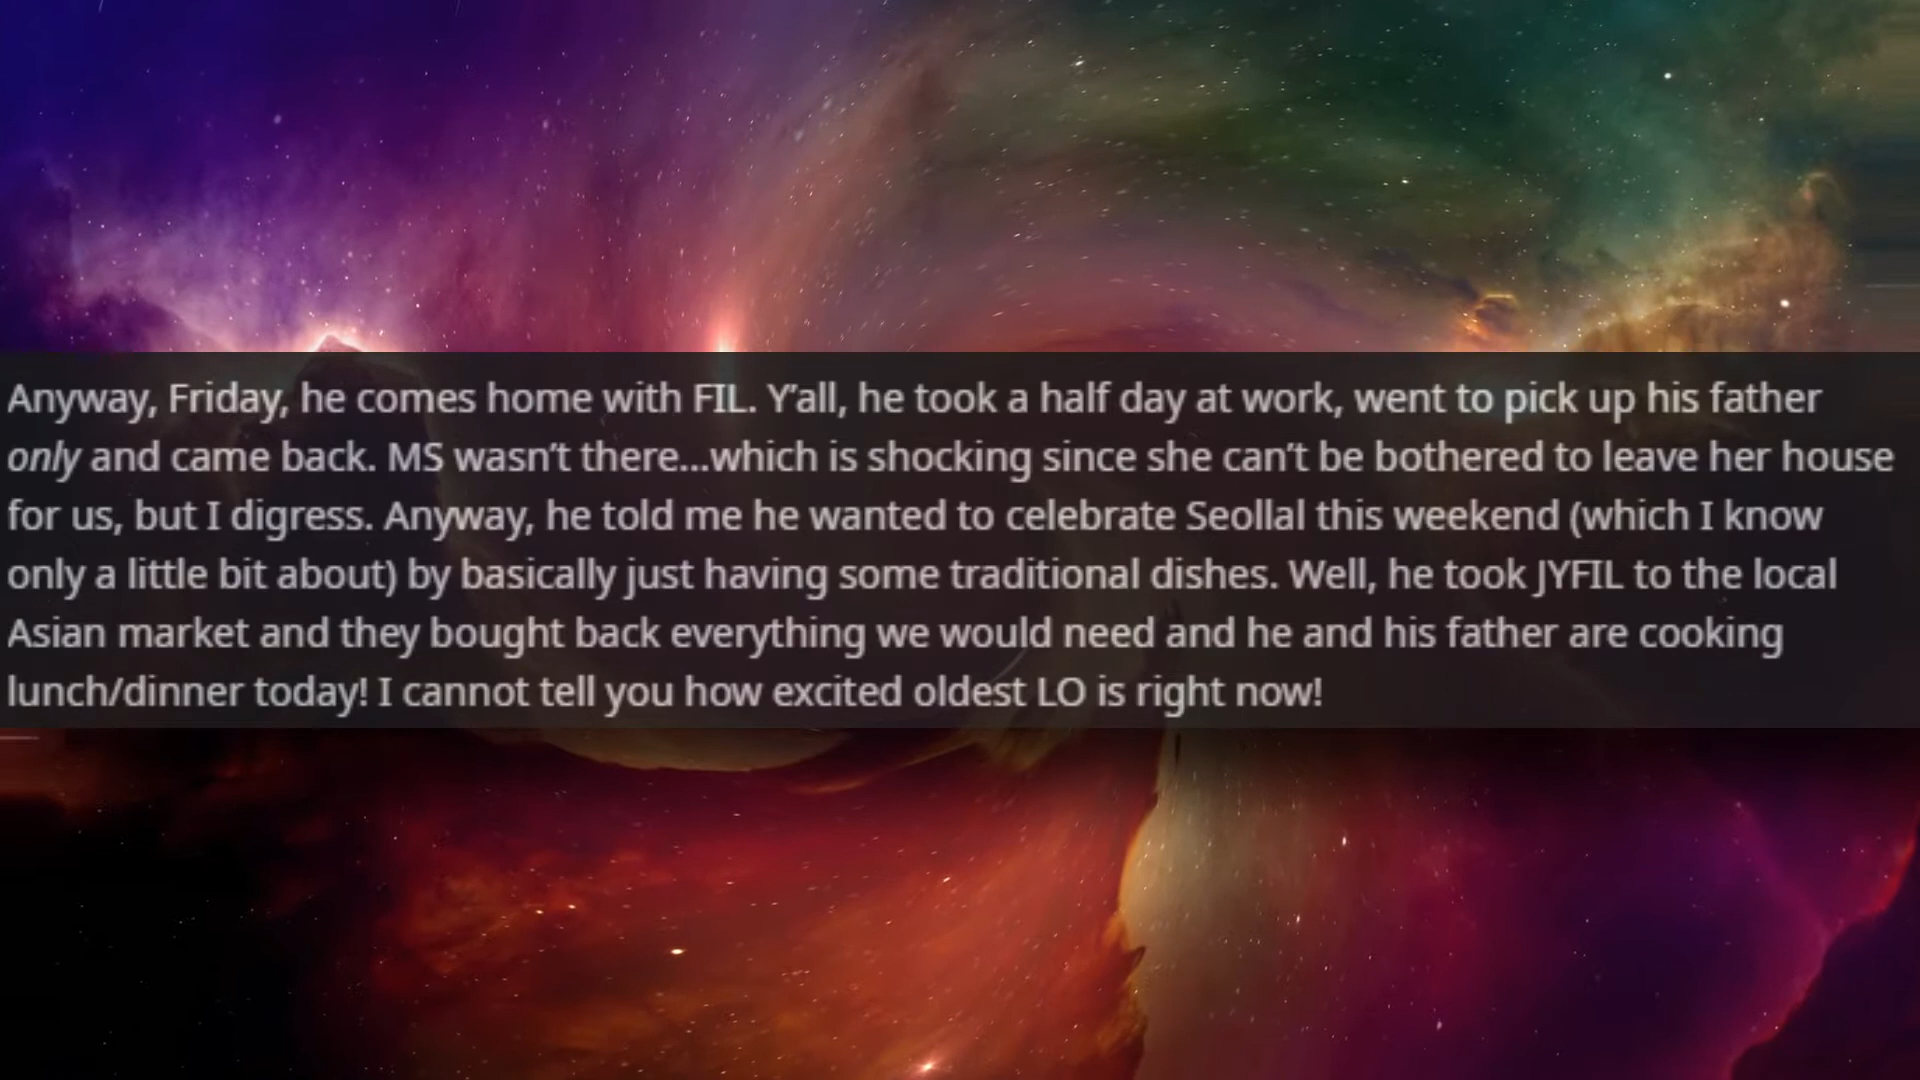 Anyway, Friday, he comes home with FIL. Y’all, he took a half day at work, went to pick up his father
only and came back. MS wasn’t there...which is shocking since she can’t be bothered to leave her house
for us, but I digress. Anyway, he told me he wanted to celebrate Seollal this weekend (which I know
only a little bit about) by basically just having some traditional dishes. Well, he took JYFIL to the local
Asian market and they bought back everything we would need and he and his father are cooking
lunch/dinner today! I cannot tell you how excited oldest LO is right now!